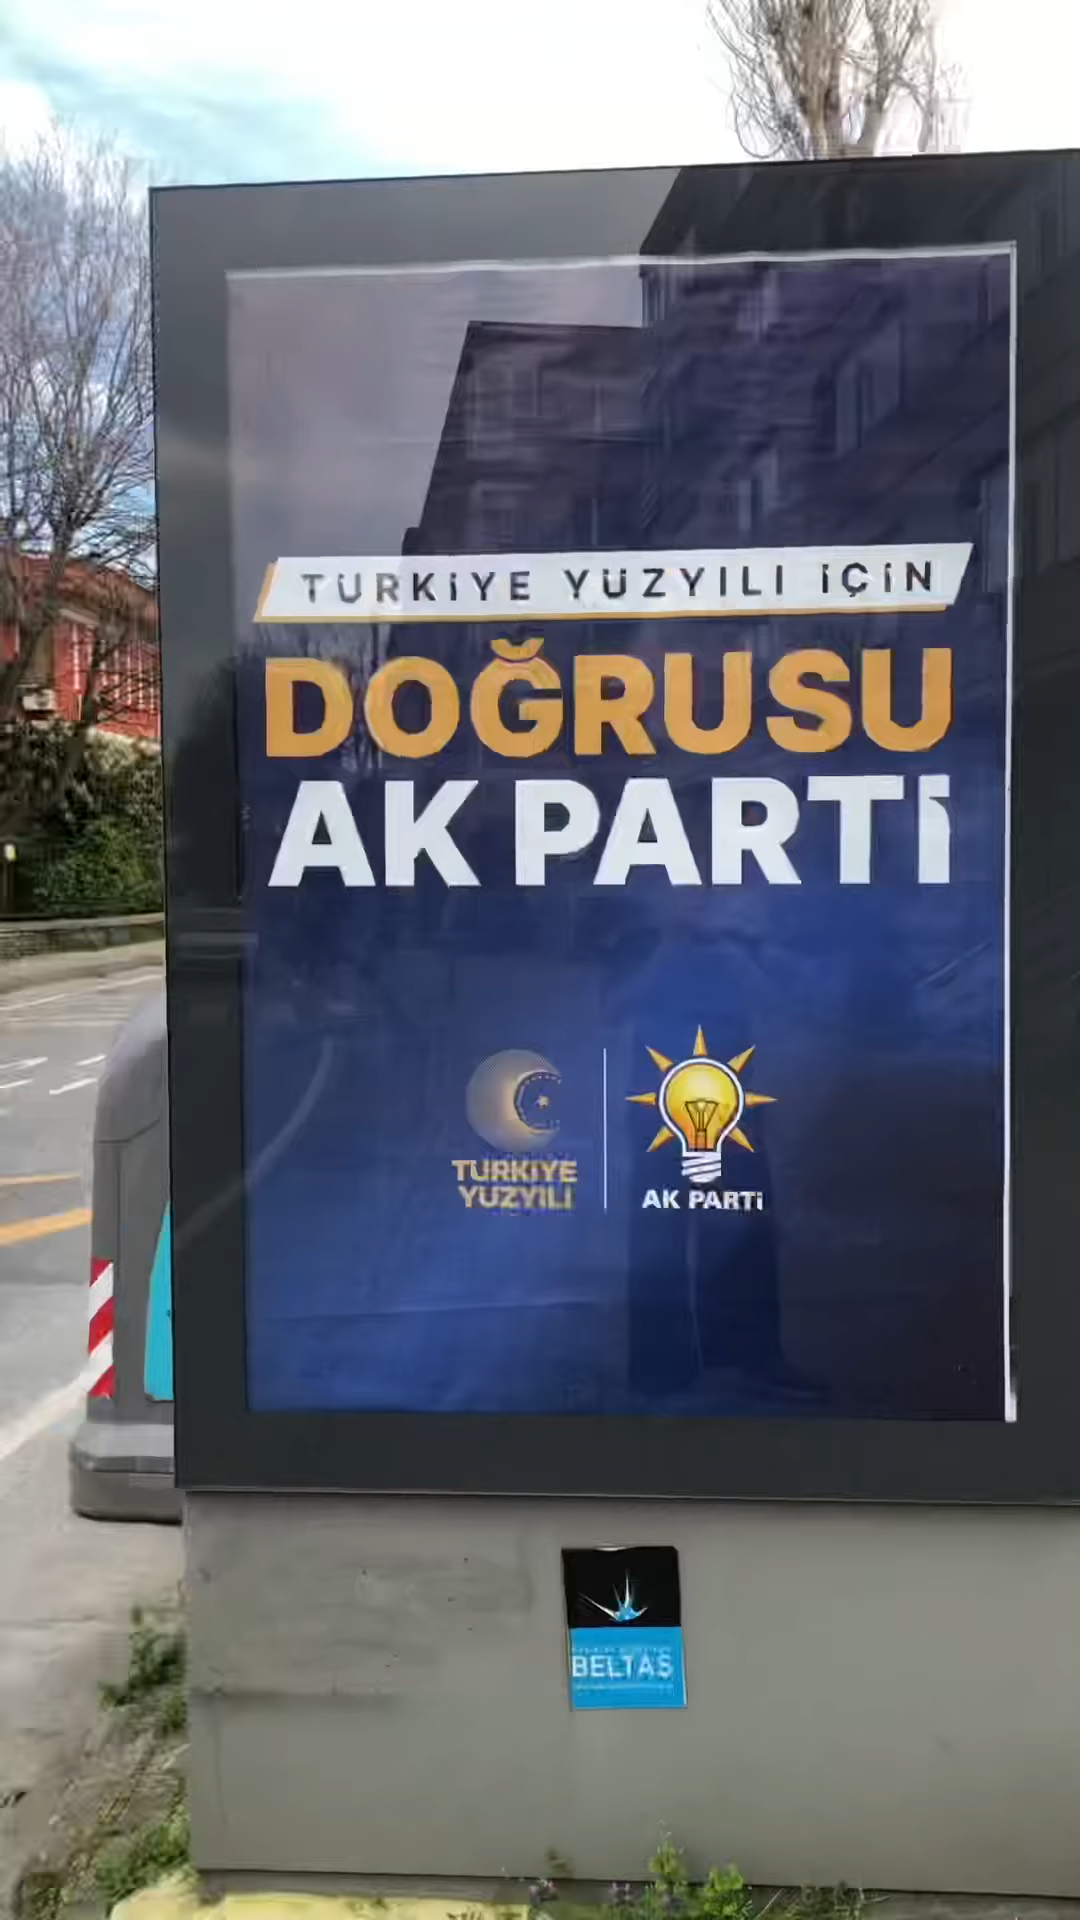 TÜRKİYE YÜZYILI İÇİN
DOĞRUSU
AK PARTİ
TÜRKİYE
YÜZYILI
AK PARTİ
BELTAŞ